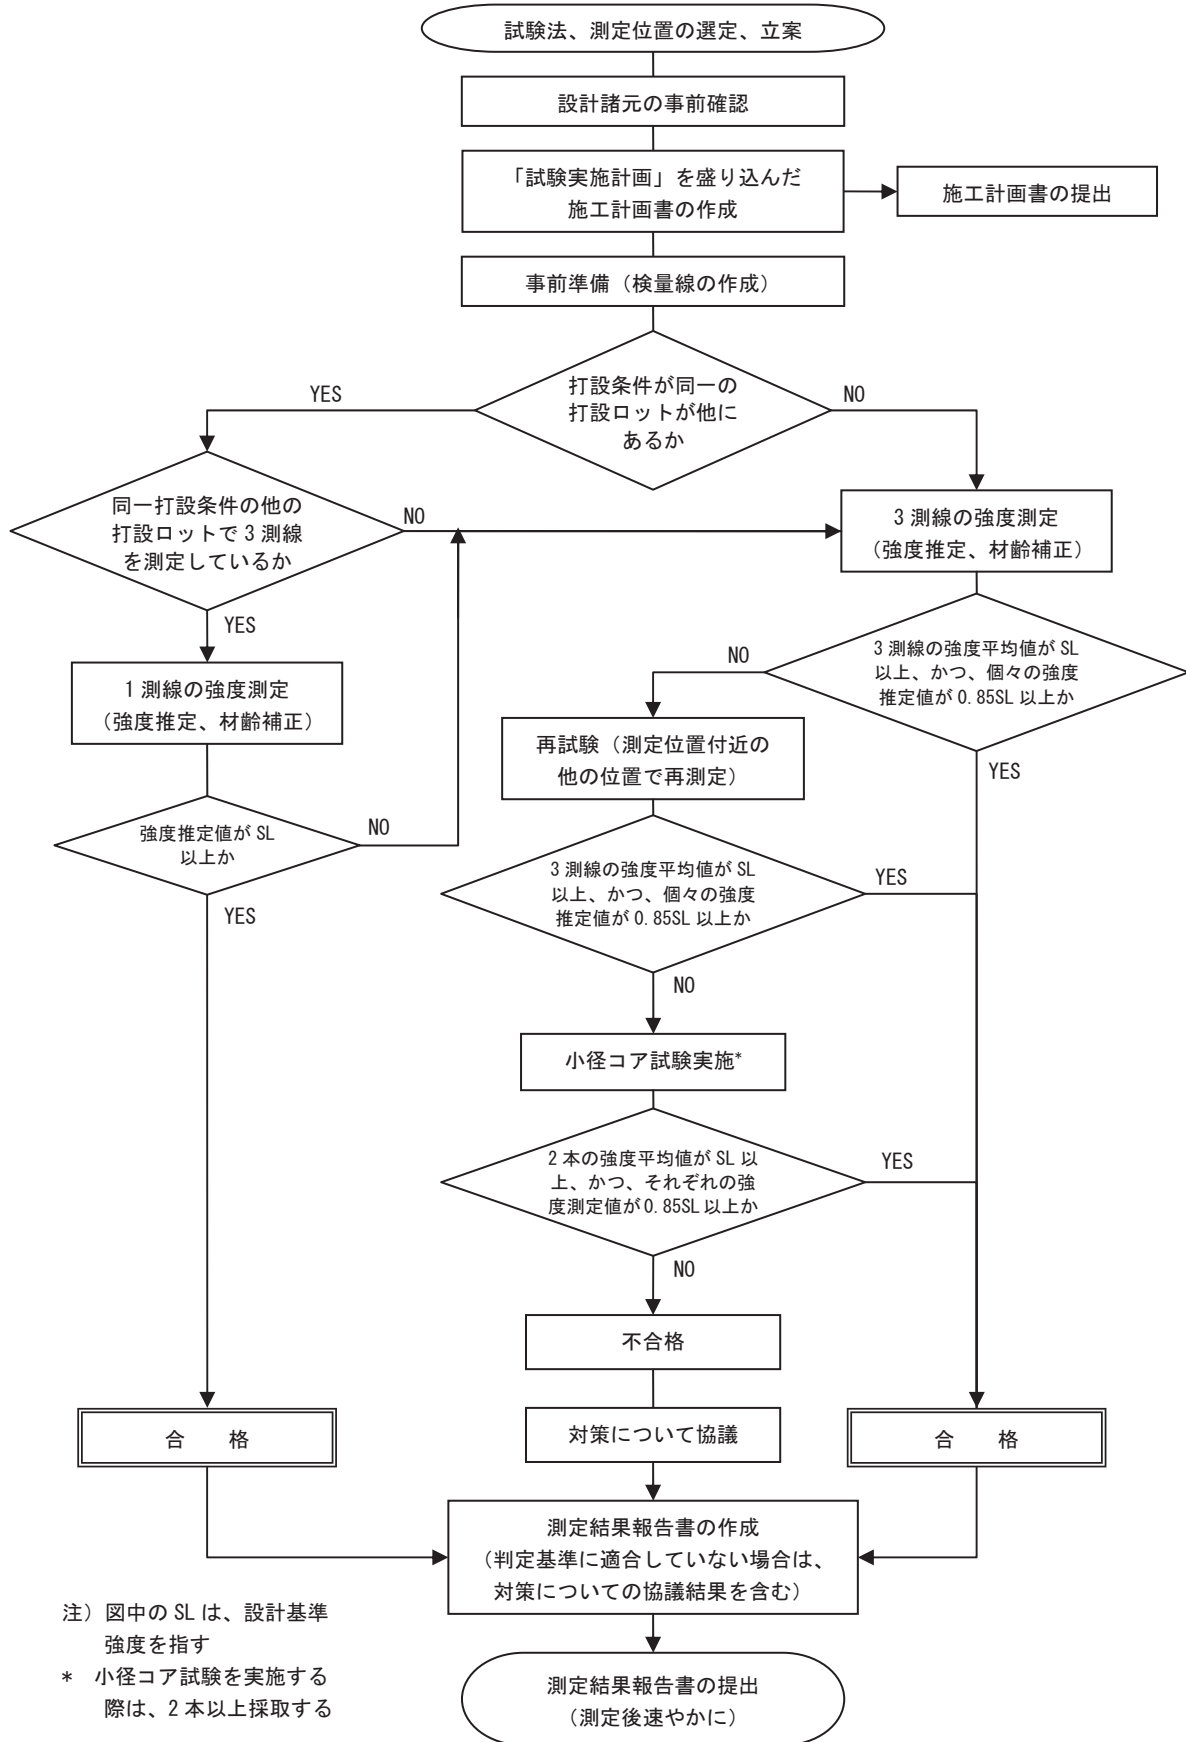 試験法、測定位置の選定、立案
設計諸元の事前確認
「試験実施計画」を盛り込んだ
施工計画書の作成
施工計画書の提出
事前準備（検量線の作成）
打設条件が同一の
打設ロットが他に
あるか
YES
NO
同一打設条件の他の
打設ロットで3測線
を測定しているか
NO
YES
3測線の強度測定
（強度推定、材齢補正）
1測線の強度測定
（強度推定、材齢補正）
3測線の強度平均値がSL
以上、かつ、個々の強度
推定値が0.85SL以上か
NO
YES
再試験（測定位置付近の
他の位置で再測定）
強度推定値がSL
以上か
NO
YES
3測線の強度平均値がSL
以上、かつ、個々の強度
推定値が0.85SL以上か
YES
NO
小径コア試験実施*
2本の強度平均値がSL以
上、かつ、それぞれの強
度測定値が0.85SL以上か
YES
NO
不合格
対策について協議
合　　格
合　　格
測定結果報告書の作成
（判定基準に適合していない場合は、
対策についての協議結果を含む）
測定結果報告書の提出
（測定後速やかに）
注）図中のSLは、設計基準
強度を指す
*　小径コア試験を実施する
際は、2本以上採取する